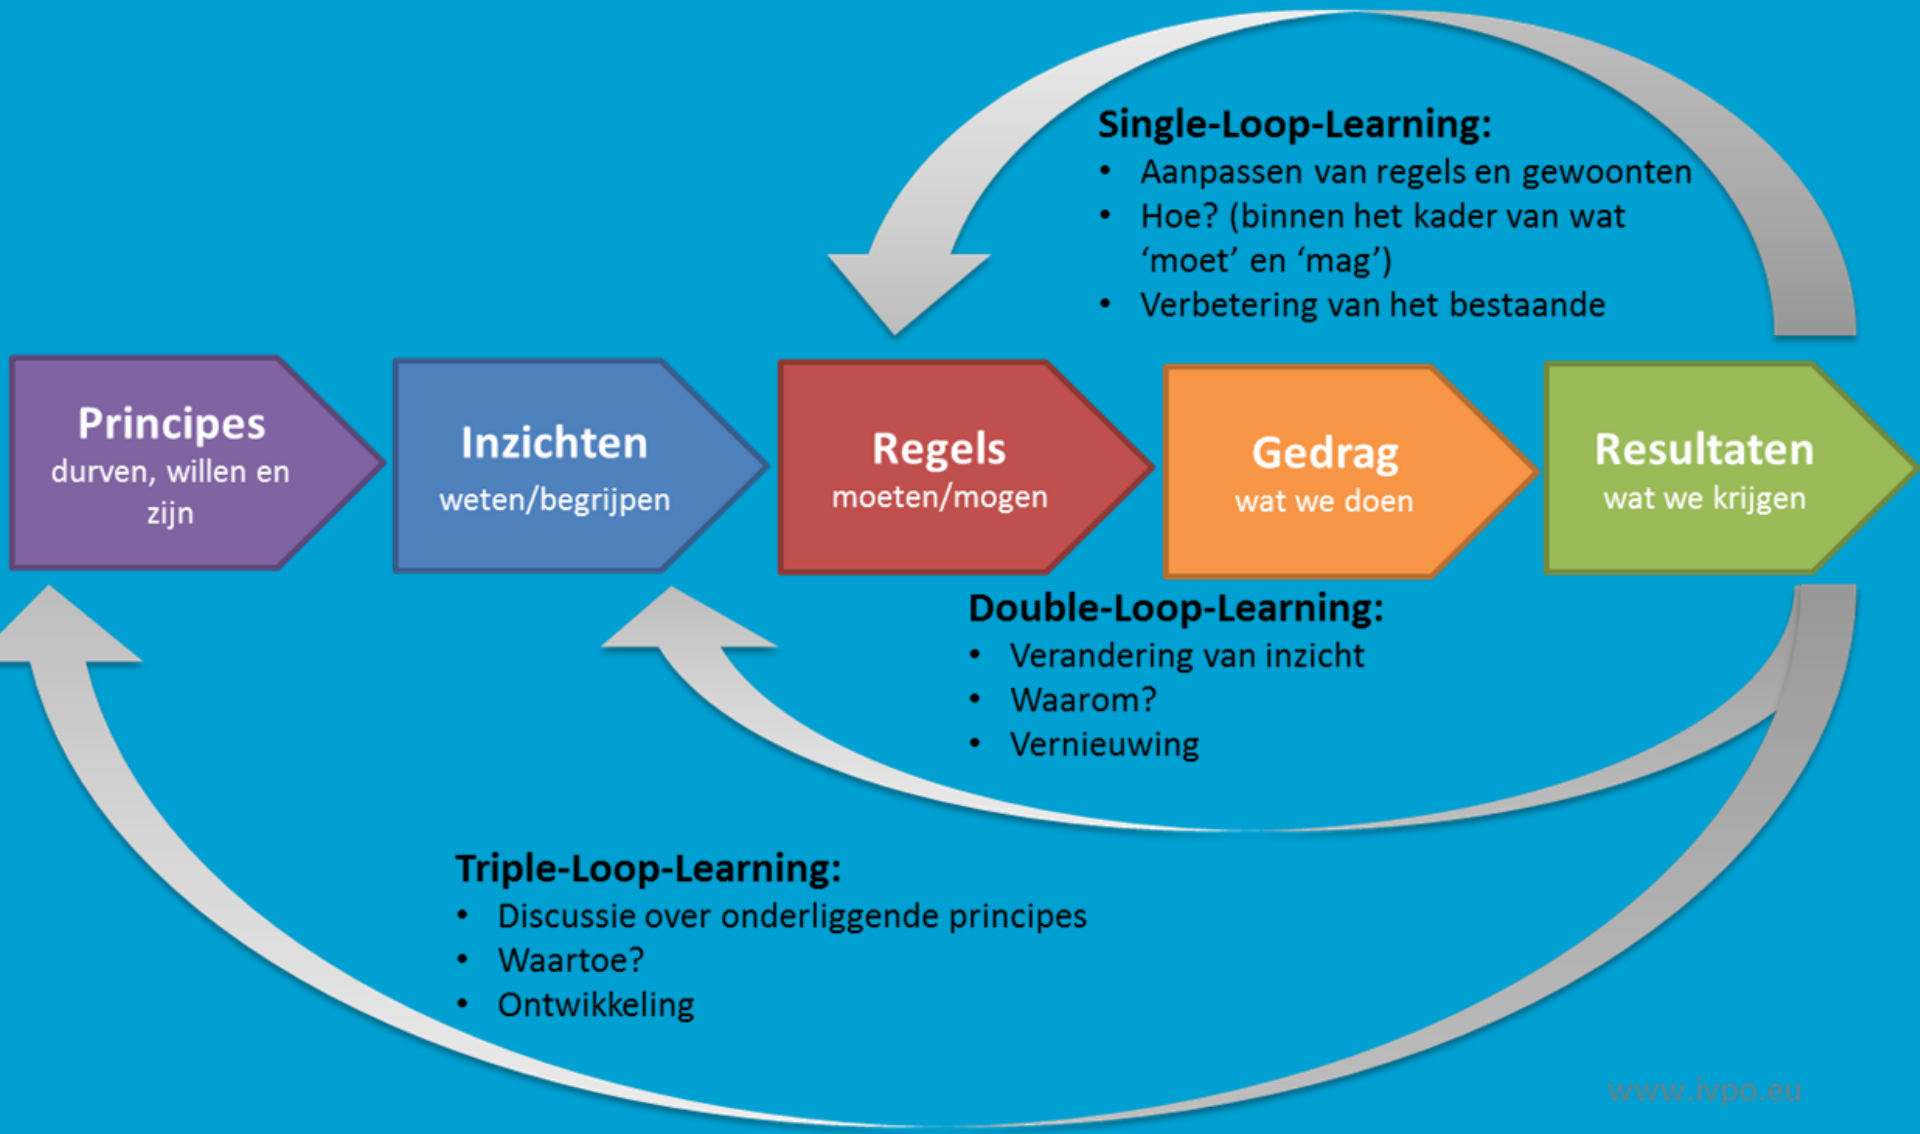 Single-Loop-Learning:
• Aanpassen van regels en gewoonten
• Hoe? (binnen het kader van wat
‘moet’ en ‘mag’)
• Verbetering van het bestaande
Principes
durven, willen en
zijn
Inzichten
weten/begrijpen
Regels
moeten/mogen
Gedrag
wat we doen
Resultaten
wat we krijgen
Double-Loop-Learning:
• Verandering van inzicht
• Waarom?
• Vernieuwing
Triple-Loop-Learning:
• Discussie over onderliggende principes
• Waartoe?
• Ontwikkeling
www.ivpo.eu